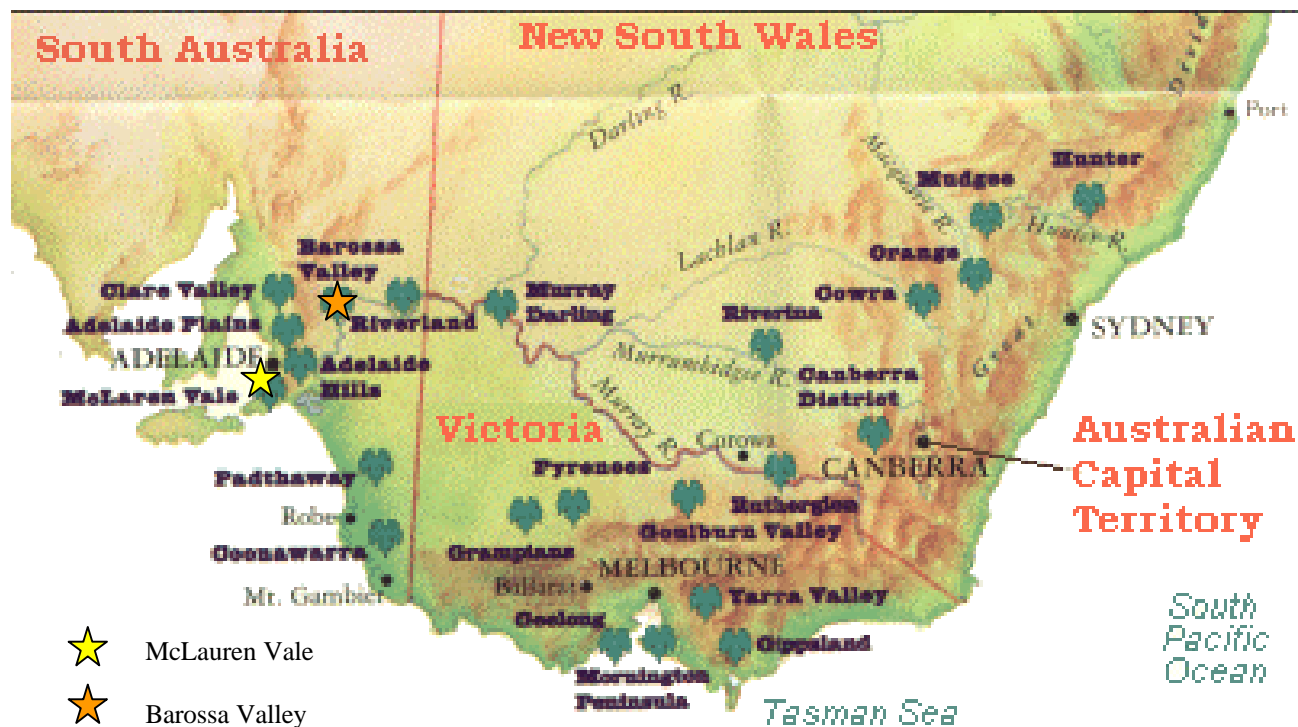 South Australia
New South Wales
Darling R.
Divid
Port
Hunter
Mudgee
Macquarie R.
Hunter R.
Lachlan R.
Orange
Barossa
Valley
Clare Valley
Cowra
Murray
Darling
Riverina
Riverland
Adelaide Plains
SYDNEY
Great
ADELAIDE
Adelaide
Hills
Murrumbidgee R.
Canberra
District
McLaren Vale
Victoria
Murray R.
Corowa
Australian
Capital
Territory
CANBERRA
Padthaway
Pyrenees
Rutherglen
Robe
Goulburn Valley
Coonawarra
Grampians
Ballarat
MELBOURNE
Mt. Gambier
Yarra Valley
Geelong
Gippsland
South
Pacific
Ocean
McLauren Vale
Mornington
Peninsula
Barossa Valley
Tasman Sea